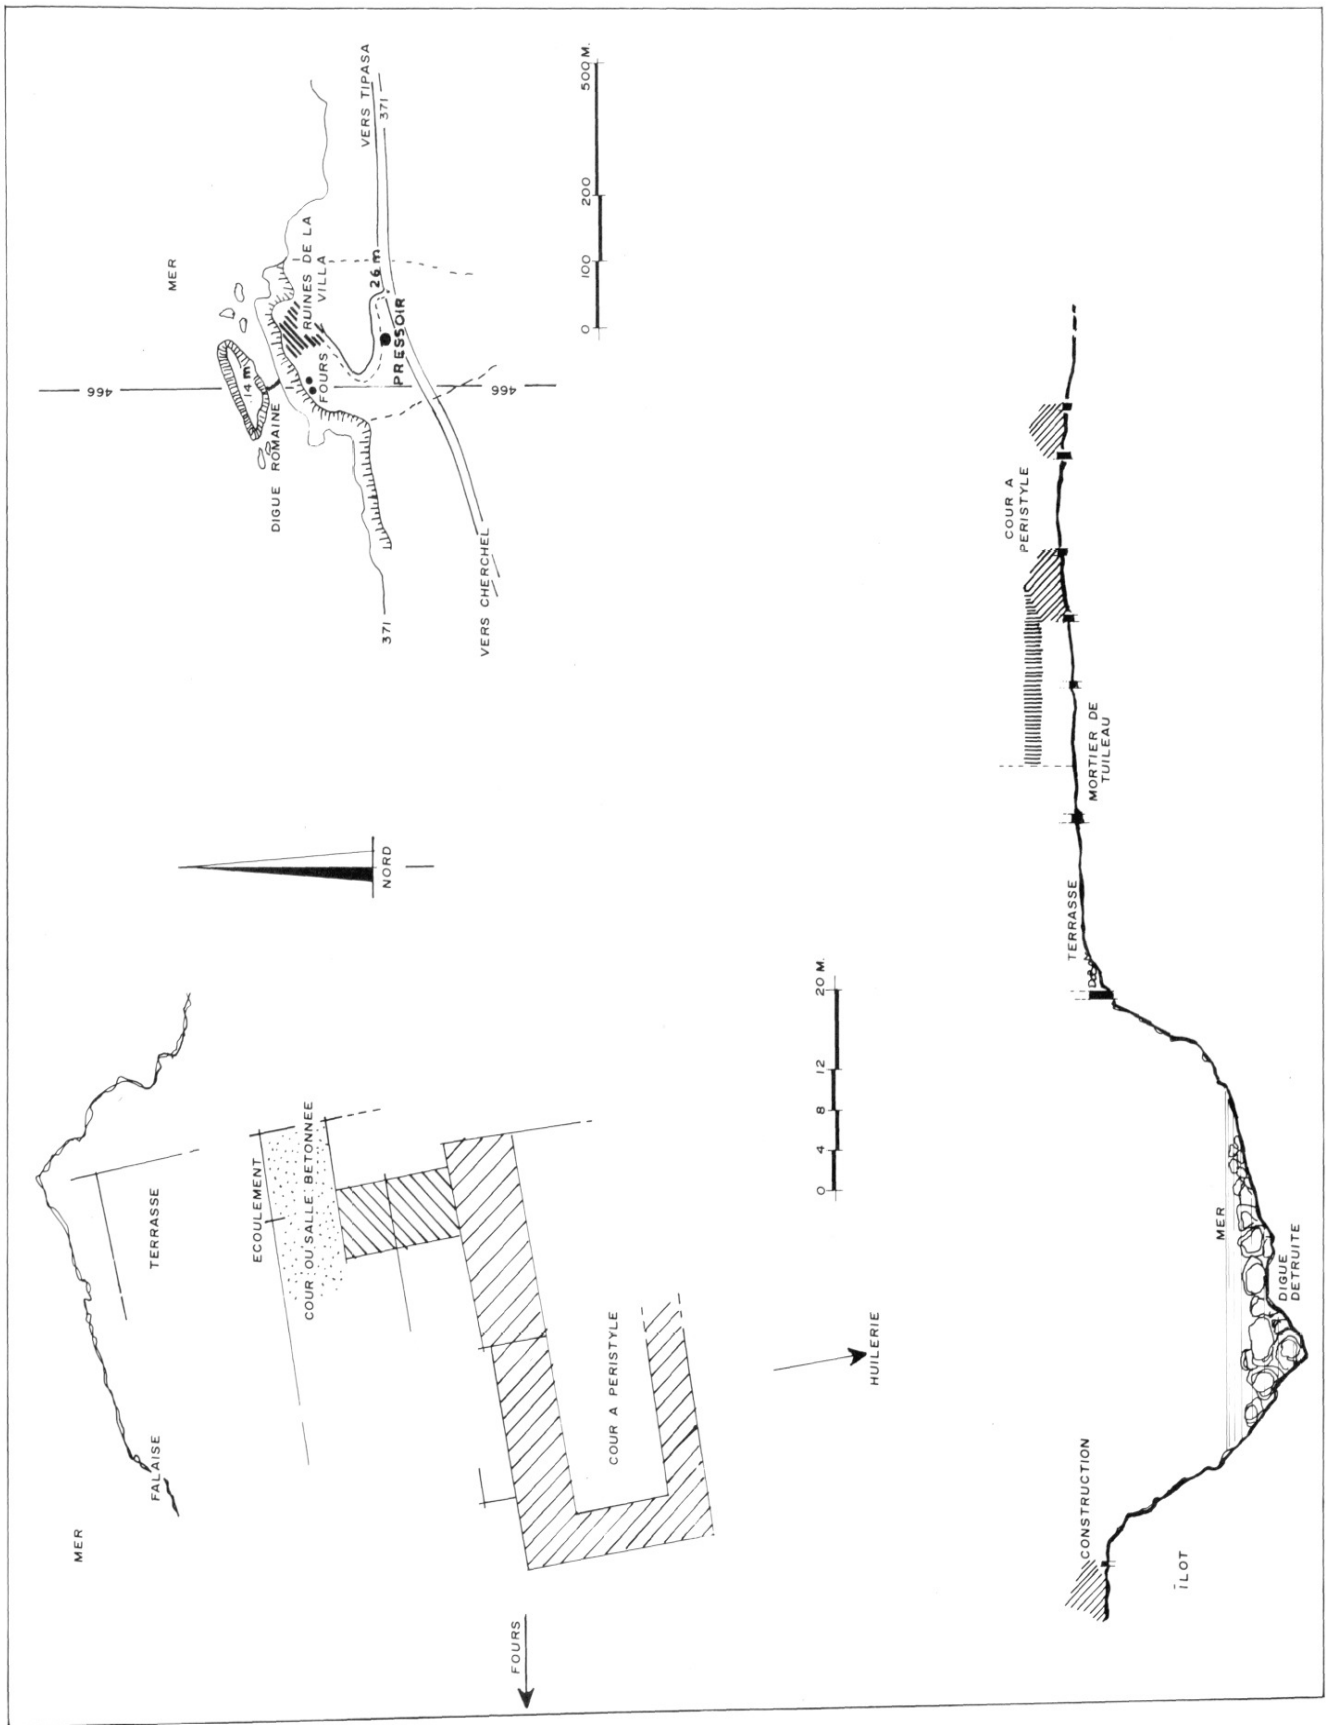 MER
FALAISE
TERRASSE
ECOULEMENT
COUR OU SALLE BETONNEE
COUR A PERISTYLE
FOURS
HUILERIE
0 4 8 12 20 M.
NORD
MER
14 m
DIGUE ROMAINE
466
FOURS
RUINES DE LA
VILLA
26 m
PRESSOIR
VERS TIPASA
371
371
466
VERS CHERCHEL
0 100 200 500 M.
CONSTRUCTION
ÎLOT
MER
DIGUE
DETRUITE
TERRASSE
MORTIER DE
TUILEAU
COUR A
PERISTYLE